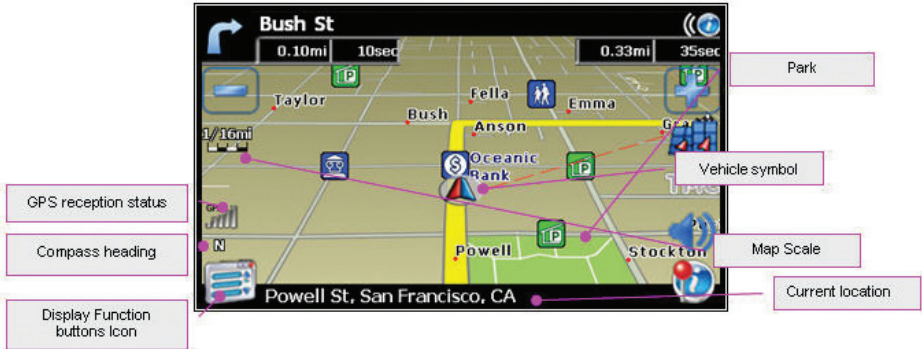 Bush St
0.10mi
10sec
0.33mi
35sec
Park
P
P
Taylor
Fella
Emma
Bush
Anson
1/16mi
$
Oceanic
Bank
P
Vehicle symbol
GPS reception status
GPS
P
Compass heading
N
Powell
Stockton
Map Scale
Powell St, San Francisco, CA
Current location
Display Function
buttons Icon